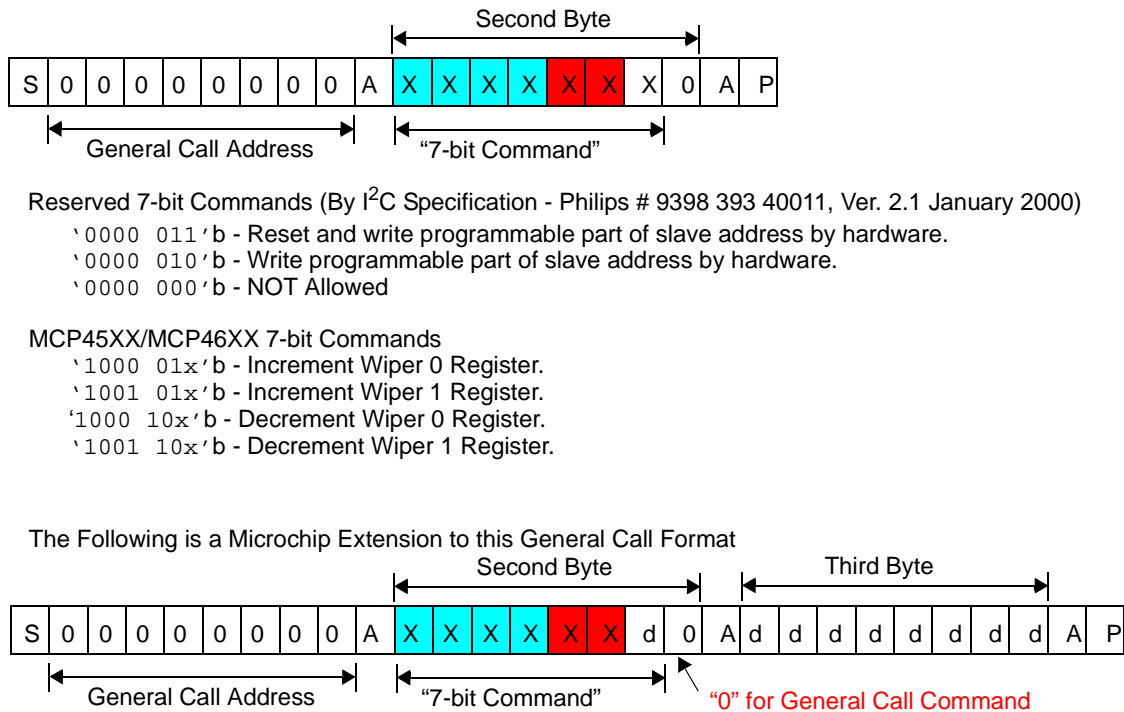 Second Byte
S 0 0 0 0 0 0 0 0 A X X X X X X X 0 A P
General Call Address “7-bit Command”
Reserved 7-bit Commands (By I2C Specification - Philips # 9398 393 40011, Ver. 2.1 January 2000)
‘0000 011’b - Reset and write programmable part of slave address by hardware.
‘0000 010’b - Write programmable part of slave address by hardware.
‘0000 000’b - NOT Allowed
MCP45XX/MCP46XX 7-bit Commands
‘1000 01x’b - Increment Wiper 0 Register.
‘1001 01x’b - Increment Wiper 1 Register.
‘1000 10x’b - Decrement Wiper 0 Register.
‘1001 10x’b - Decrement Wiper 1 Register.
The Following is a Microchip Extension to this General Call Format
Second Byte Third Byte
S 0 0 0 0 0 0 0 0 A X X X X X X d 0 A d d d d d d d d A P
General Call Address “7-bit Command” “0” for General Call Command